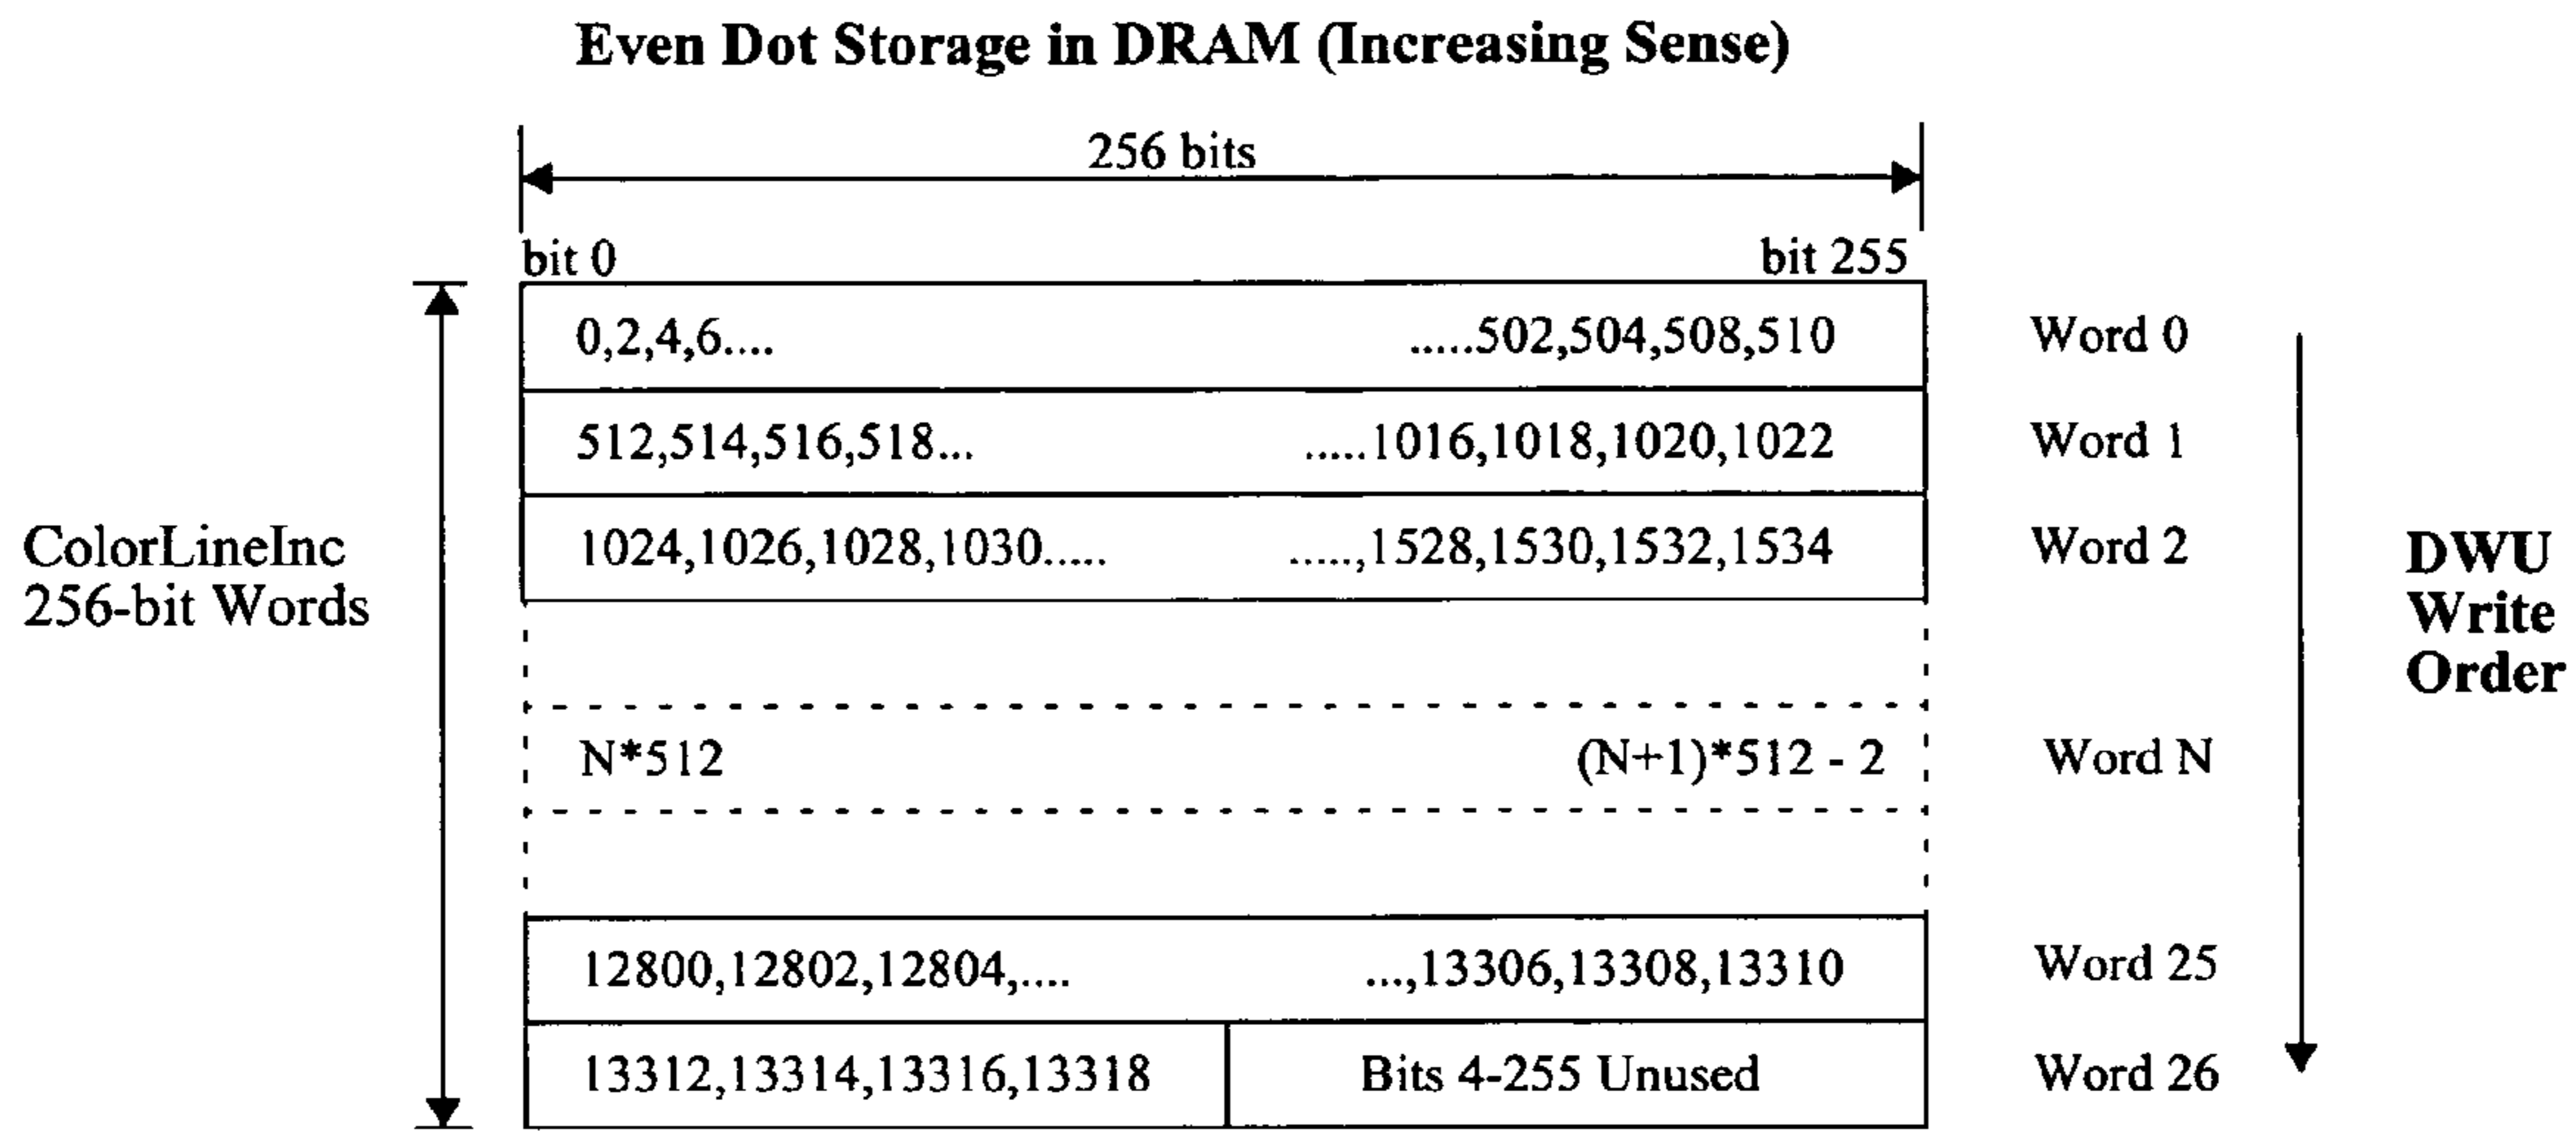 Even Dot Storage in DRAM (Increasing Sense)
256 bits
bit 0
bit 255
0,2,4,6....
.....502,504,508,510
Word 0
512,514,516,518...
.....1016,1018,1020,1022
Word 1
ColorLineInc
256-bit Words
1024,1026,1028,1030.....
.....,1528,1530,1532,1534
Word 2
DWU
Write
Order
N*512
(N+1)*512 - 2
Word N
12800,12802,12804,....
...,13306,13308,13310
Word 25
13312,13314,13316,13318
Bits 4-255 Unused
Word 26